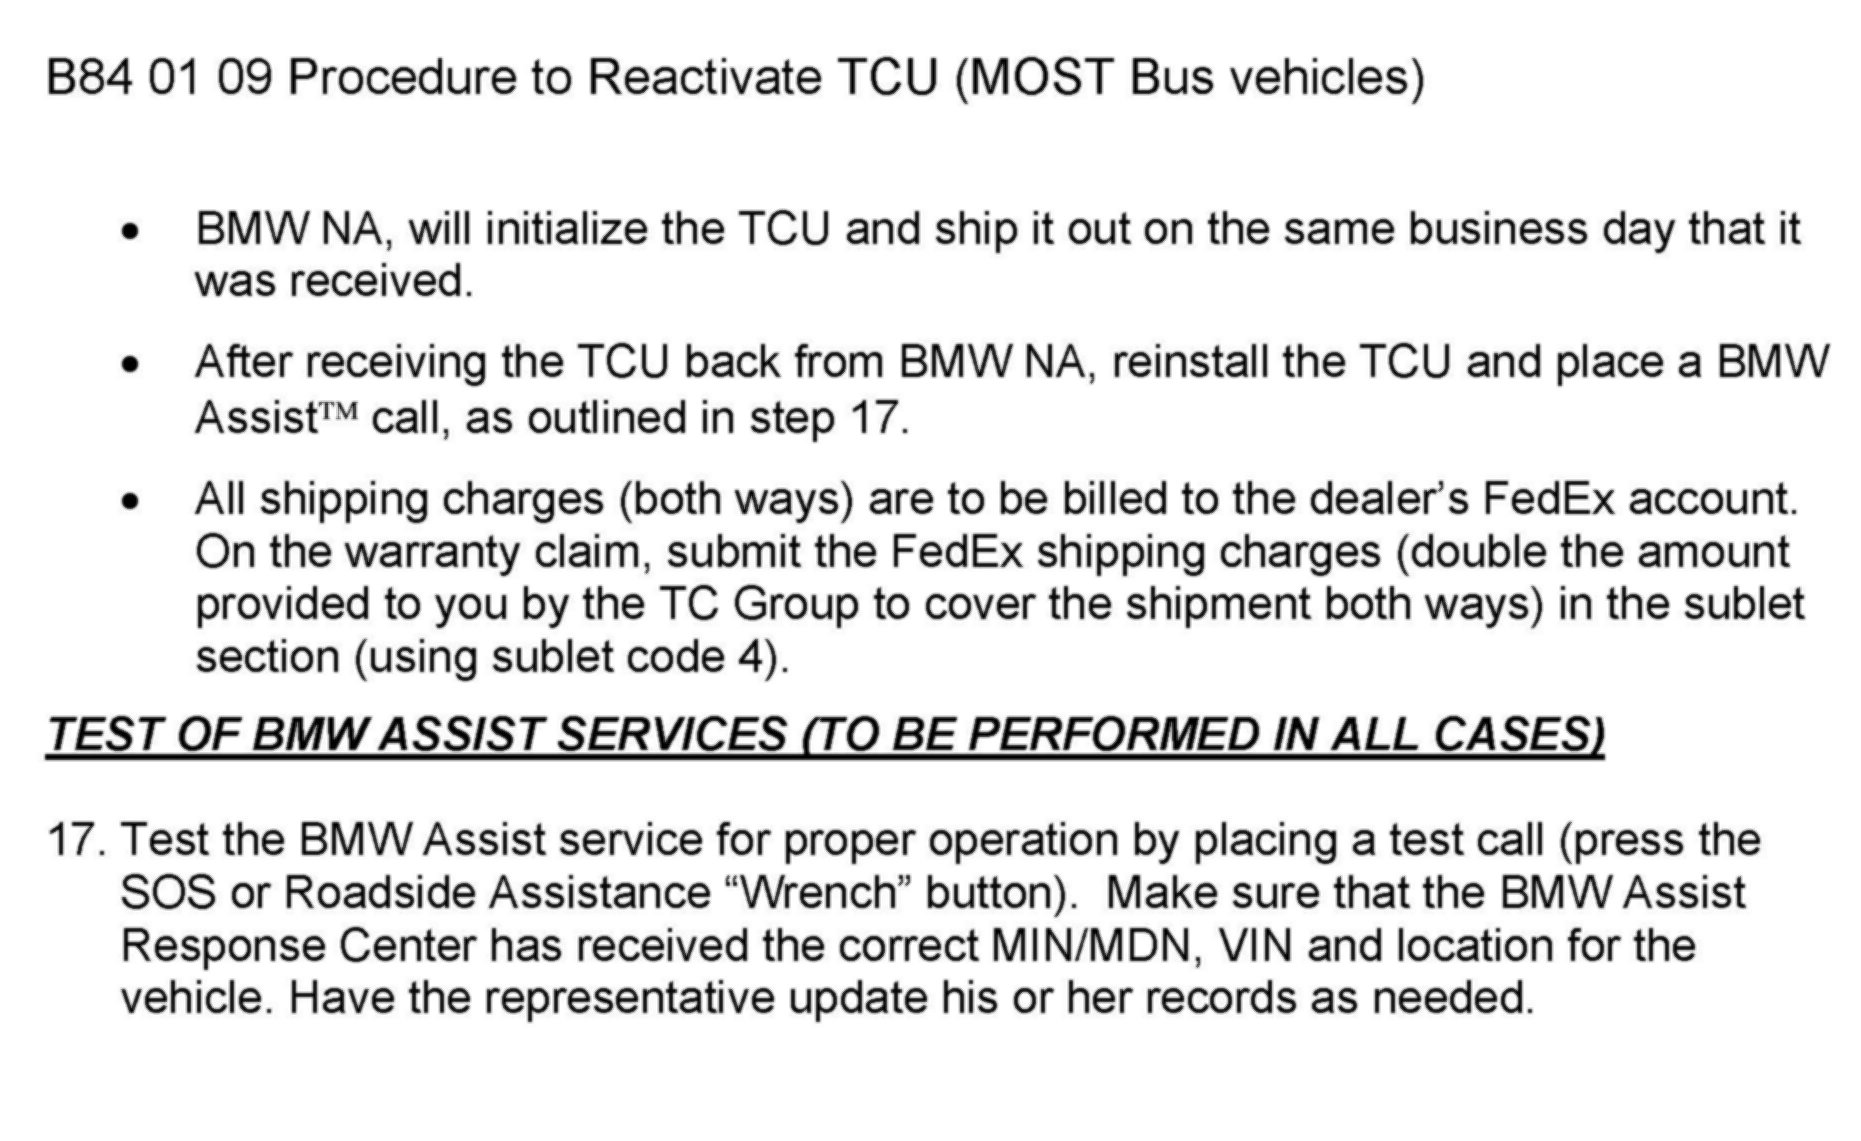 B84 01 09 Procedure to Reactivate TCU (MOST Bus vehicles)
• BMW NA, will initialize the TCU and ship it out on the same business day that it
was received.
• After receiving the TCU back from BMW NA, reinstall the TCU and place a BMW
Assist™ call, as outlined in step 17.
• All shipping charges (both ways) are to be billed to the dealer’s FedEx account.
On the warranty claim, submit the FedEx shipping charges (double the amount
provided to you by the TC Group to cover the shipment both ways) in the sublet
section (using sublet code 4).
TEST OF BMW ASSIST SERVICES (TO BE PERFORMED IN ALL CASES)
17. Test the BMW Assist service for proper operation by placing a test call (press the
SOS or Roadside Assistance “Wrench” button).  Make sure that the BMW Assist
Response Center has received the correct MIN/MDN, VIN and location for the
vehicle. Have the representative update his or her records as needed.